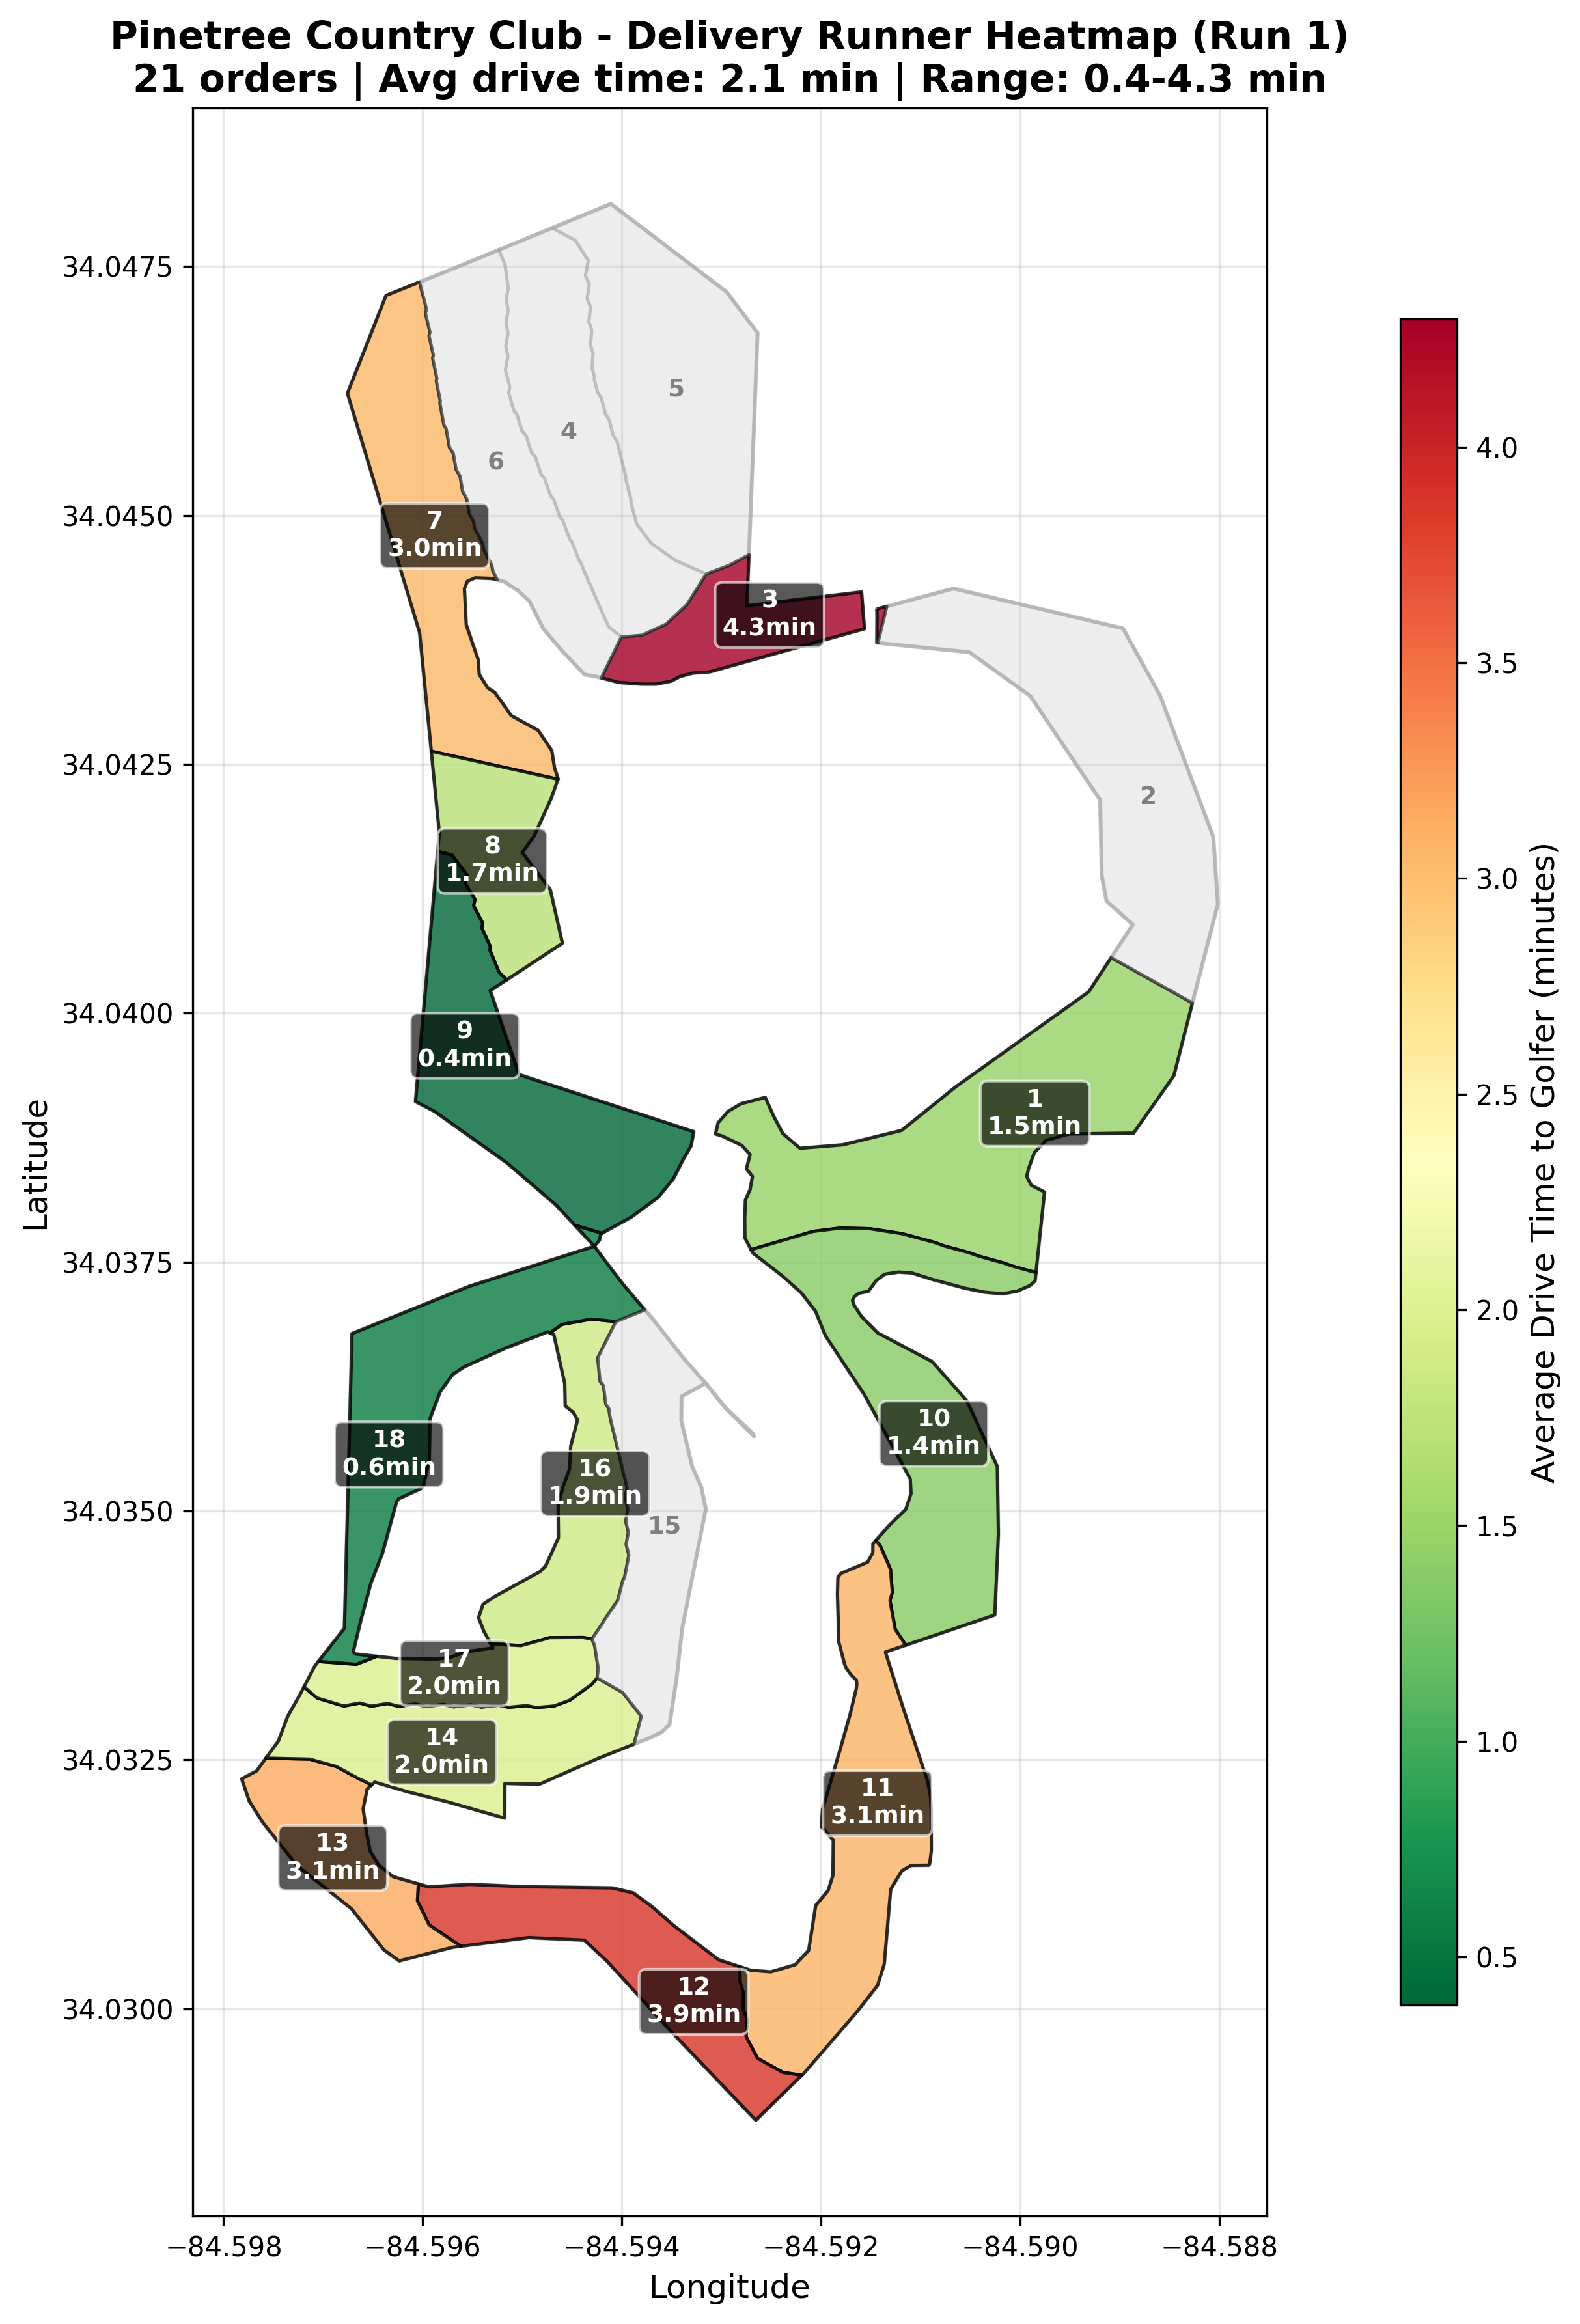 Pinetree Country Club - Delivery Runner Heatmap (Run 1)
21 orders | Avg drive time: 2.1 min | Range: 0.4-4.3 min
34.0475
34.0450
34.0425
34.0400
34.0375
34.0350
34.0325
34.0300
Latitude
5
4
6
7
3.0min
3
4.3min
2
8
1.7min
9
0.4min
1
1.5min
10
1.4min
18
0.6min
16
1.9min
15
17
2.0min
14
2.0min
11
3.1min
13
3.1min
12
3.9min
−84.598
−84.596
−84.594
−84.592
−84.590
−84.588
Longitude
4.0
3.5
3.0
2.5
2.0
1.5
1.0
0.5
Average Drive Time to Golfer (minutes)